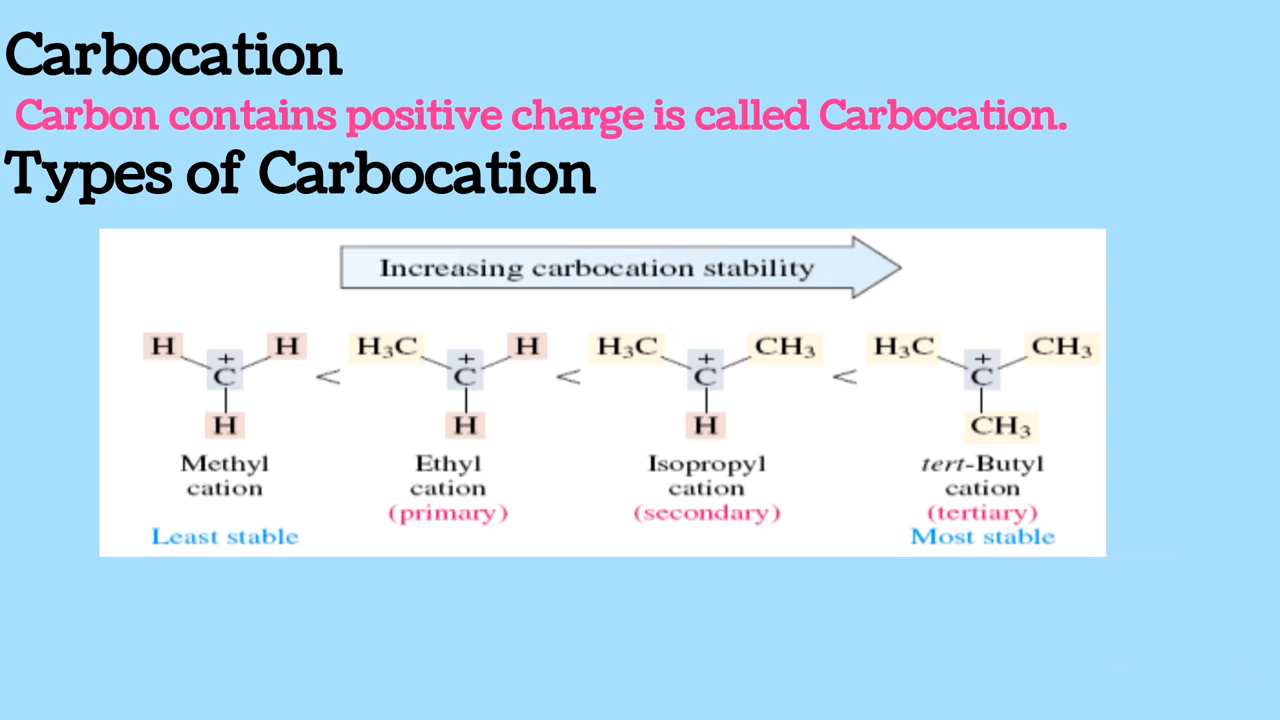 Carbocation
Carbon contains positive charge is called Carbocation.
Types of Carbocation
Increasing carbocation stability
H H H₃C H H₃C CH₃ H₃C CH₃
+ + + +
C < C < C < C
H H H CH₃
Methyl Ethyl Isopropyl tert-Butyl
cation cation cation cation
(primary) (secondary) (tertiary)
Least stable Most stable